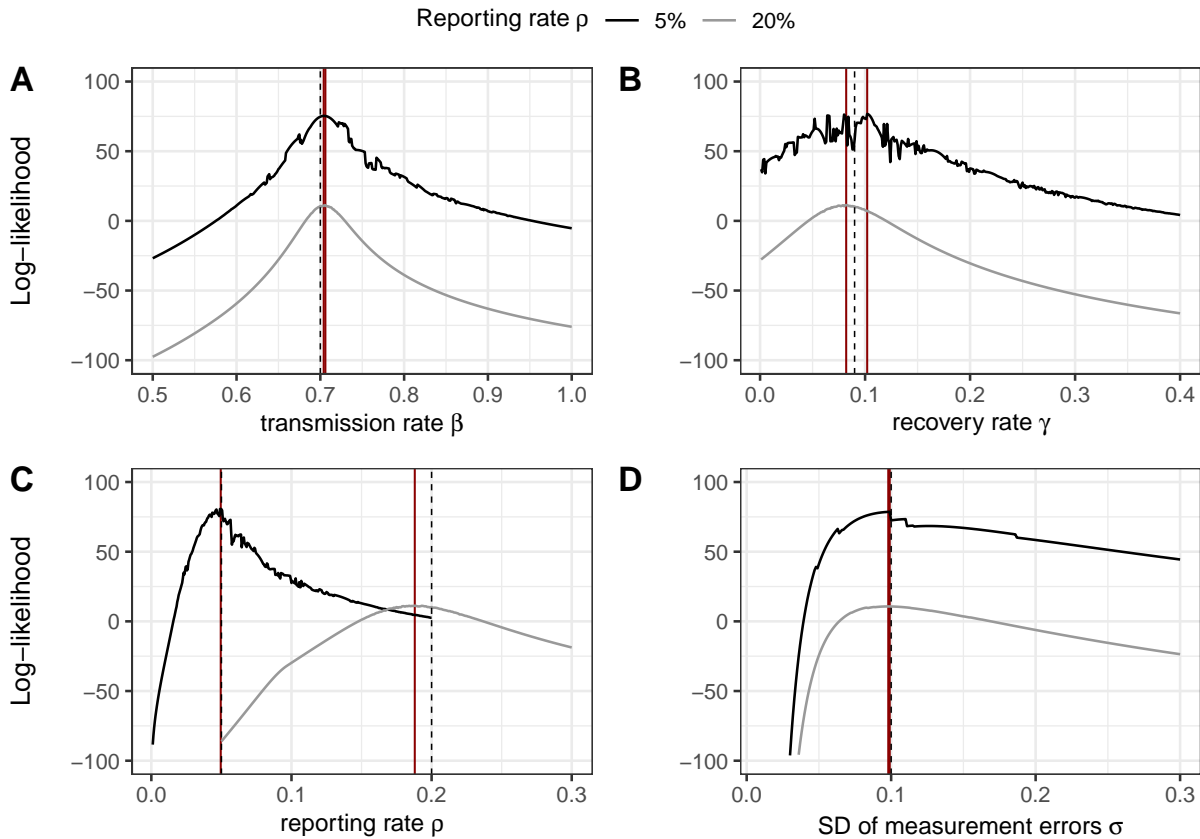 Reporting rate ρ 5% 20%
A
Log−likelihood
100
50
0
−50
−100
0.5 0.6 0.7 0.8 0.9 1.0
transmission rate β
B
100
50
0
−50
−100
0.0 0.1 0.2 0.3 0.4
recovery rate γ
C
Log−likelihood
100
50
0
−50
−100
0.0 0.1 0.2 0.3
reporting rate ρ
D
100
50
0
−50
−100
0.0 0.1 0.2 0.3
SD of measurement errors σ